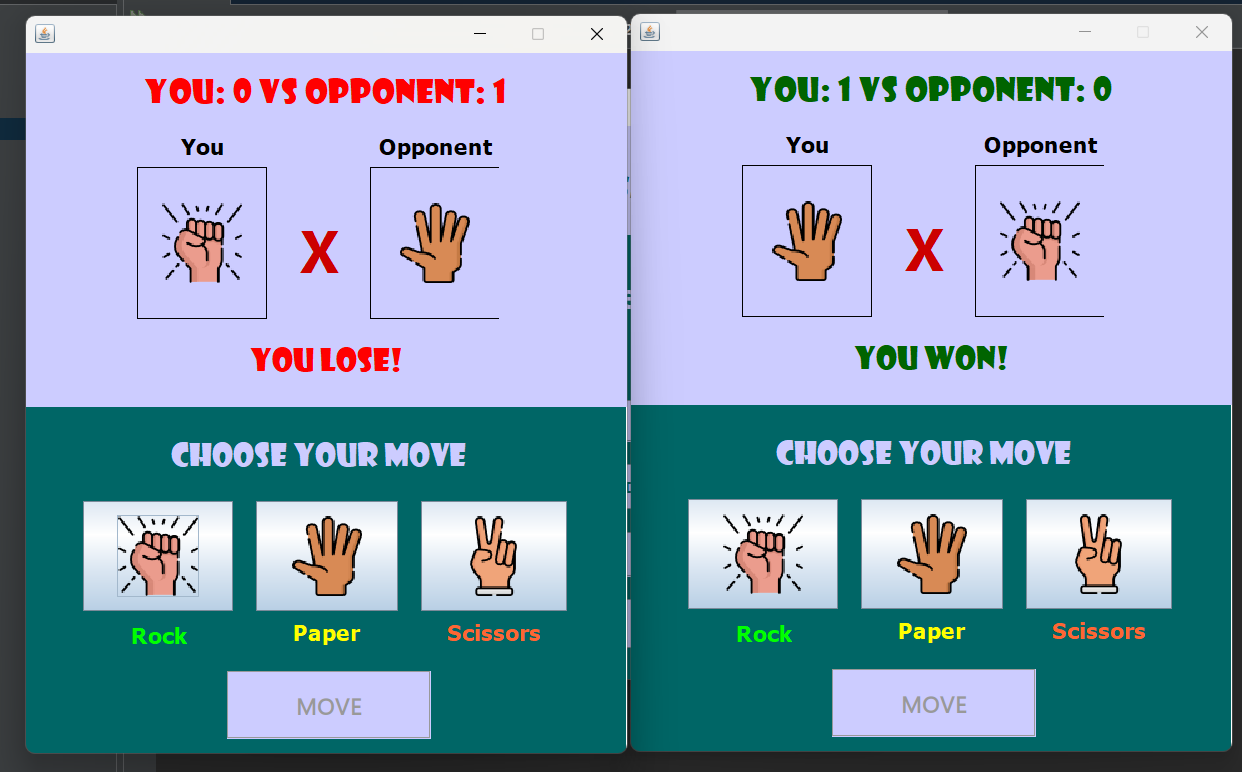 YOU: 0 VS OPPONENT: 1
You
Opponent
X
YOU LOSE!
CHOOSE YOUR MOVE
Rock
Paper
Scissors
MOVE
YOU: 1 VS OPPONENT: 0
You
Opponent
X
YOU WON!
CHOOSE YOUR MOVE
Rock
Paper
Scissors
MOVE